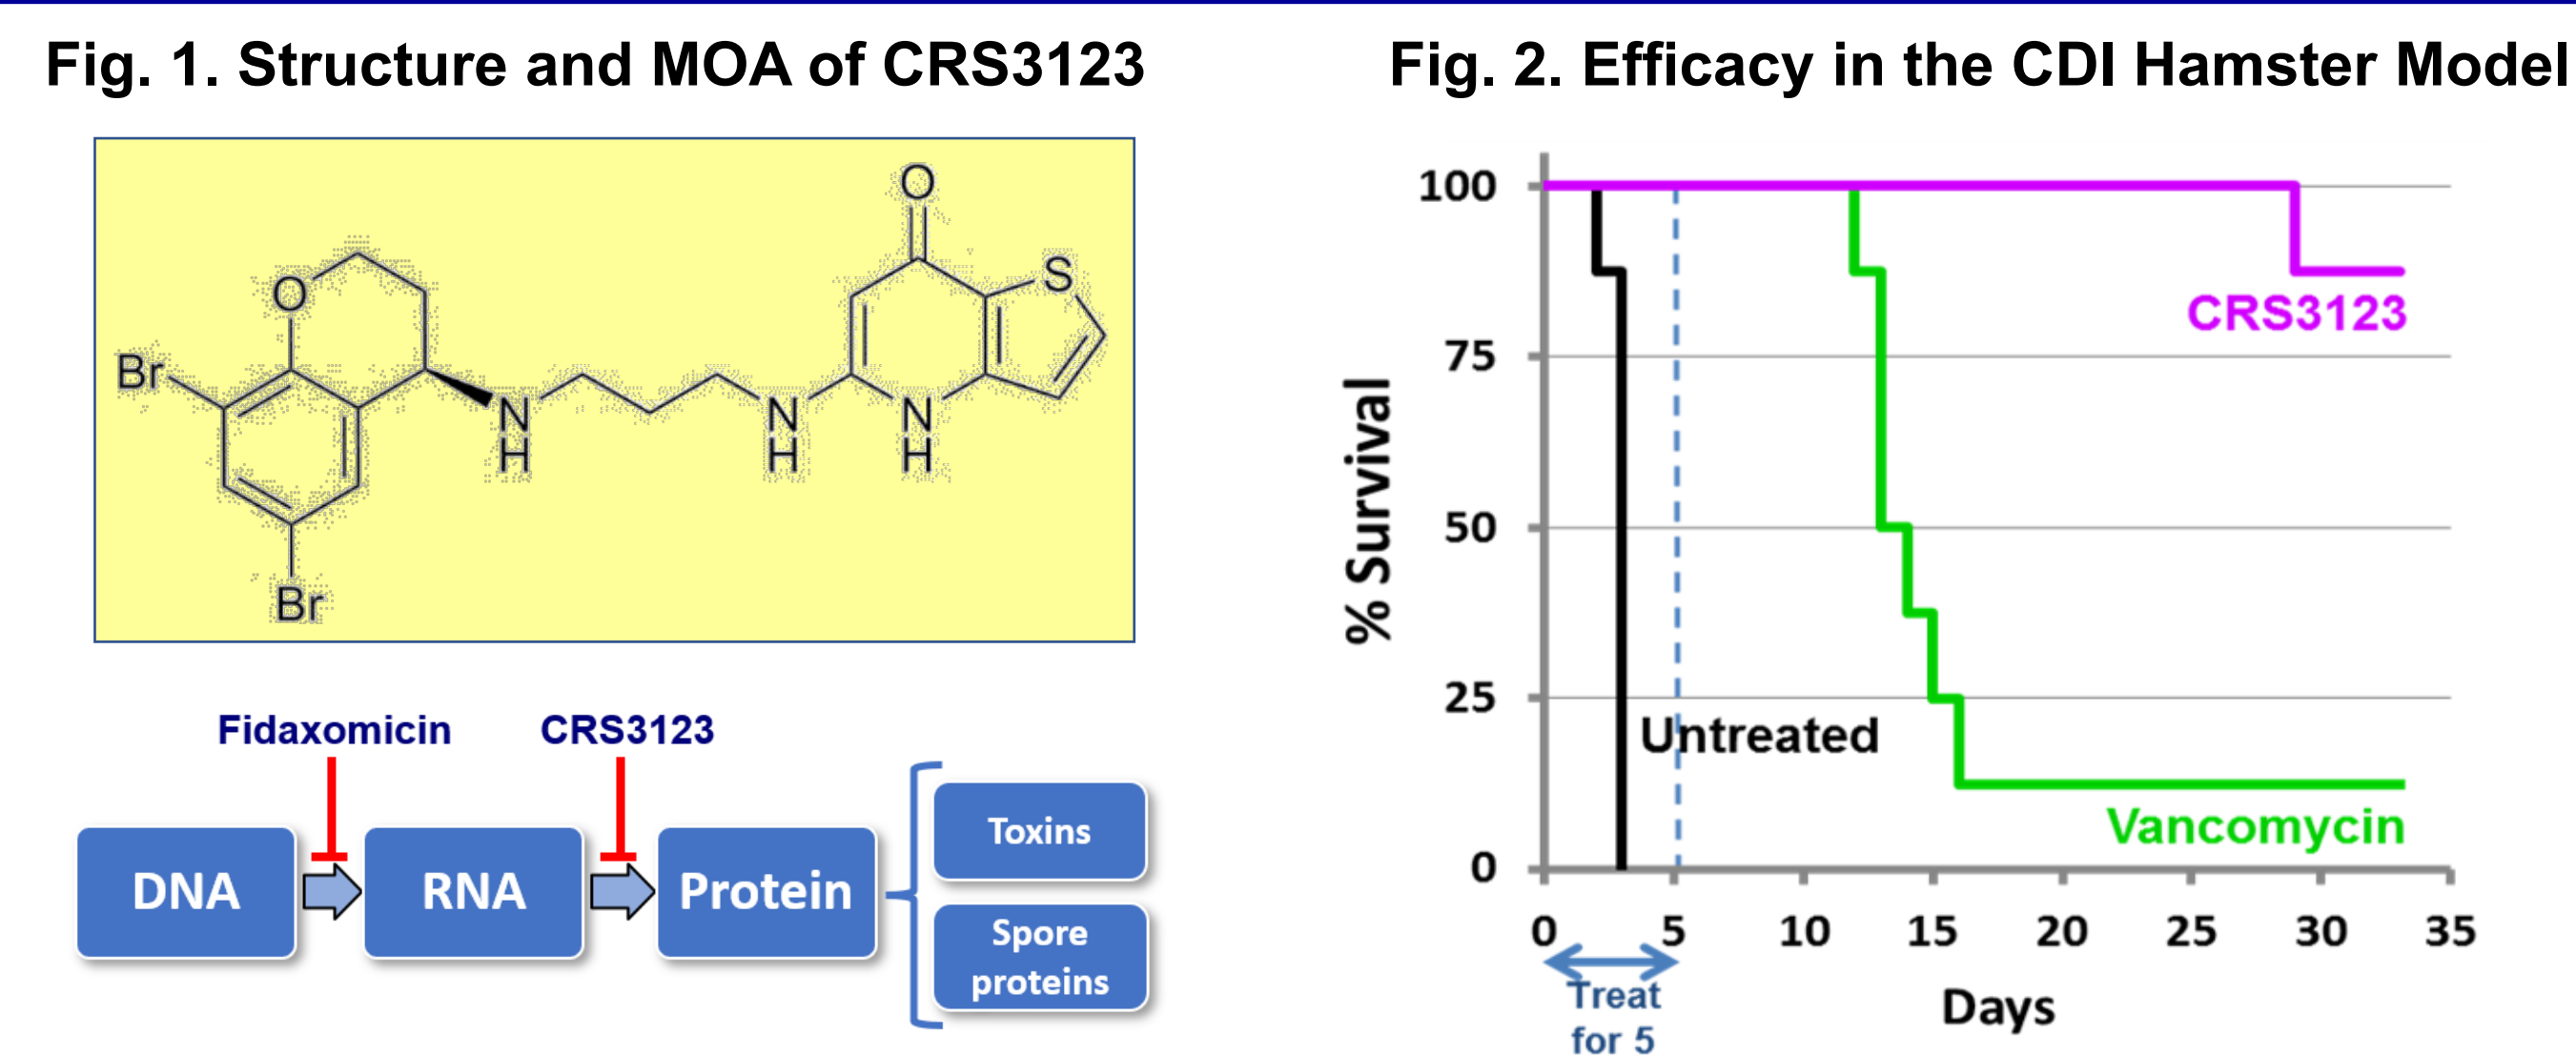 Fig. 1. Structure and MOA of CRS3123
O
O
S
Br
N
H
N
H
N
H
Br
Fidaxomicin
CRS3123
DNA
RNA
Protein
Toxins
Spore
proteins
Fig. 2. Efficacy in the CDI Hamster Model
% Survival
100
75
50
25
0
CRS3123
Untreated
Vancomycin
0 5 10 15 20 25 30 35
Treat
for 5
Days